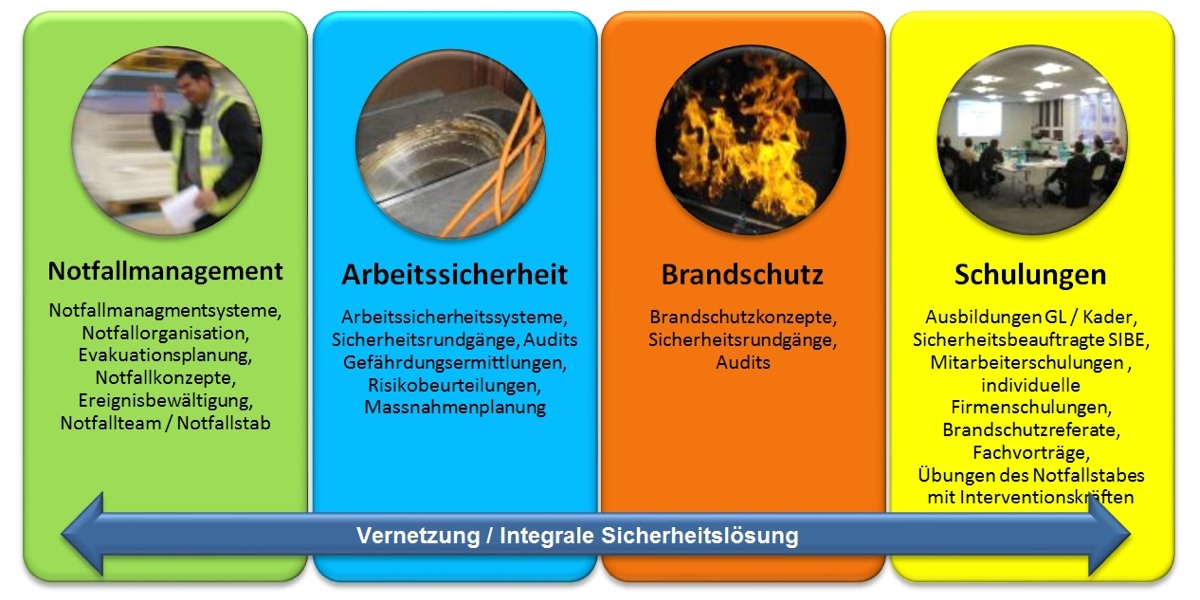 Notfallmanagement
Notfallmanagmentsysteme,
Notfallorganisation,
Evakuationsplanung,
Notfallkonzepte,
Ereignisbewältigung,
Notfallteam / Notfallstab
Arbeitssicherheit
Arbeitssicherheitssysteme,
Sicherheitsrundgänge, Audits
Gefährdungsermittlungen,
Risikobeurteilungen,
Massnahmenplanung
Brandschutz
Brandschutzkonzepte,
Sicherheitsrundgänge,
Audits
Schulungen
Ausbildungen GL / Kader,
Sicherheitsbeauftragte SIBE,
Mitarbeiterschulungen ,
individuelle
Firmenschulungen,
Brandschutzreferate,
Fachvorträge,
Übungen des Notfallstabes
mit Interventionskräften
Vernetzung / Integrale Sicherheitslösung